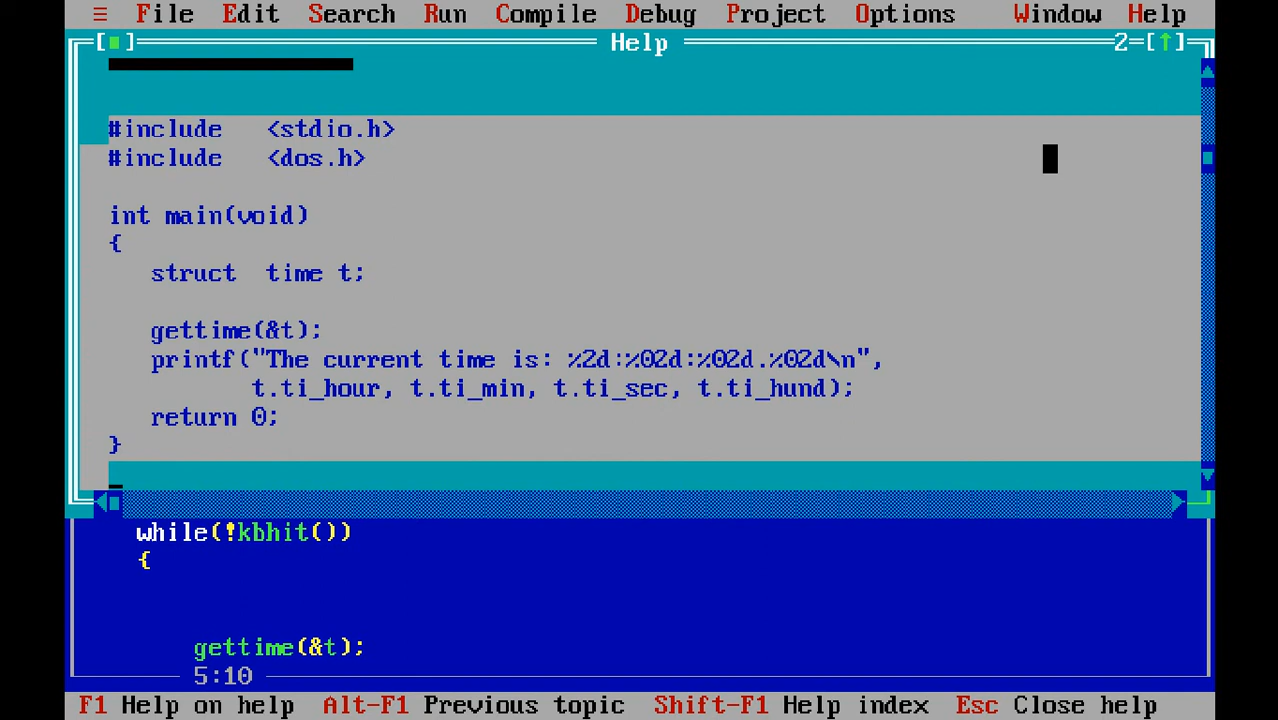 ≡ File Edit Search Run Compile Debug Project Options Window Help
[■] Help 2=[↑]
#include <stdio.h>
#include <dos.h>
int main(void)
{
struct time t;
gettime(&t);
printf("The current time is: %2d:%02d:%02d.%02d\n",
t.ti_hour, t.ti_min, t.ti_sec, t.ti_hund);
return 0;
}
while(!kbhit())
{
gettime(&t);
5:10
F1 Help on help Alt-F1 Previous topic Shift-F1 Help index Esc Close help